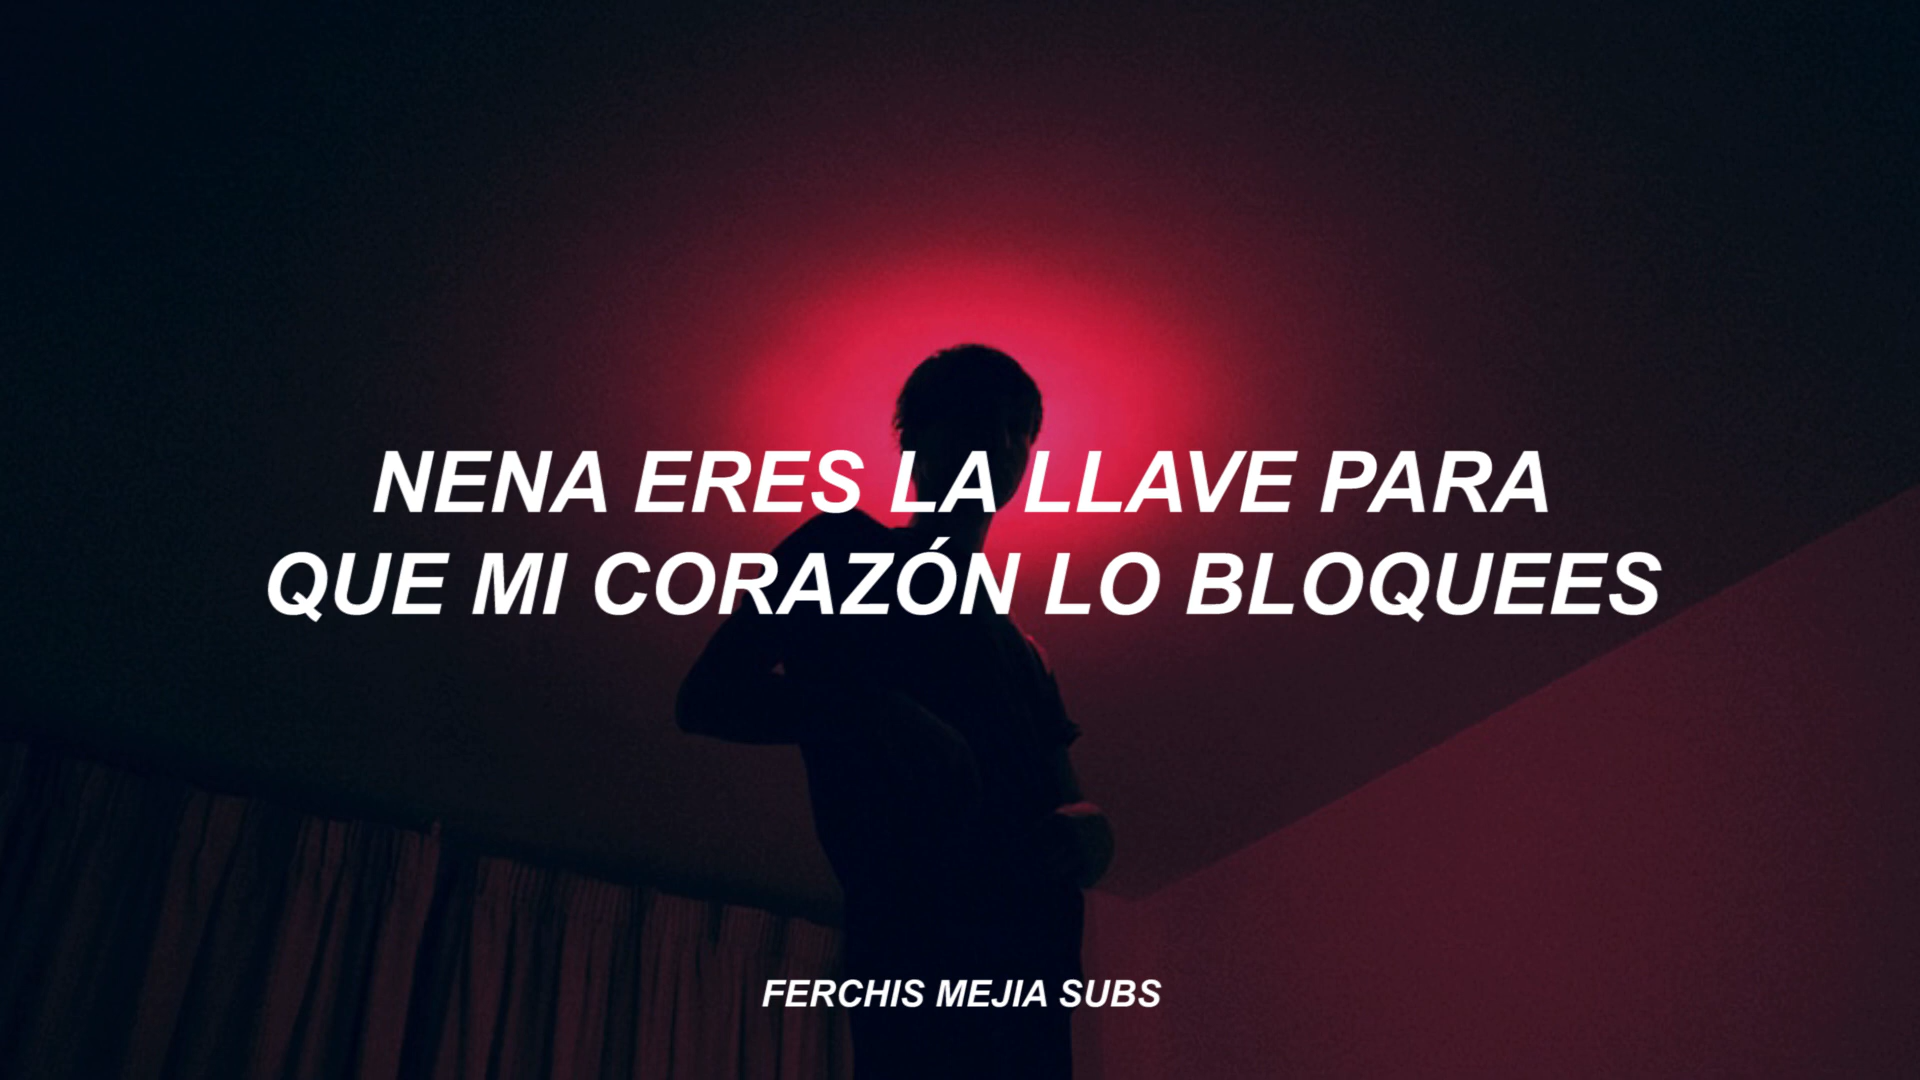 NENA ERES LA LLAVE PARA
QUE MI CORAZÓN LO BLOQUEES
FERCHIS MEJIA SUBS